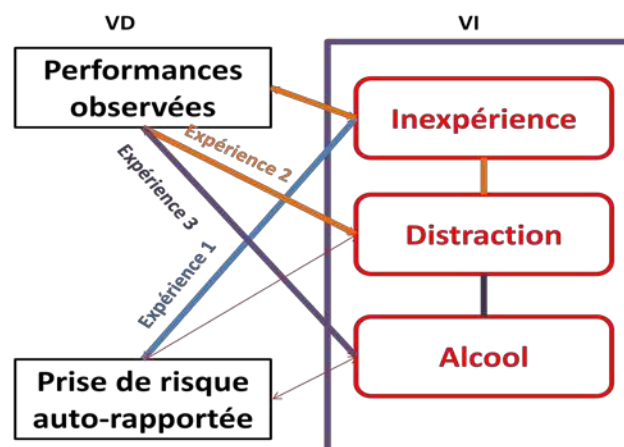 VD
VI
Performances
observées
Inexpérience
Expérience 2
Expérience 3
Distraction
Expérience 1
Alcool
Prise de risque
auto-rapportée